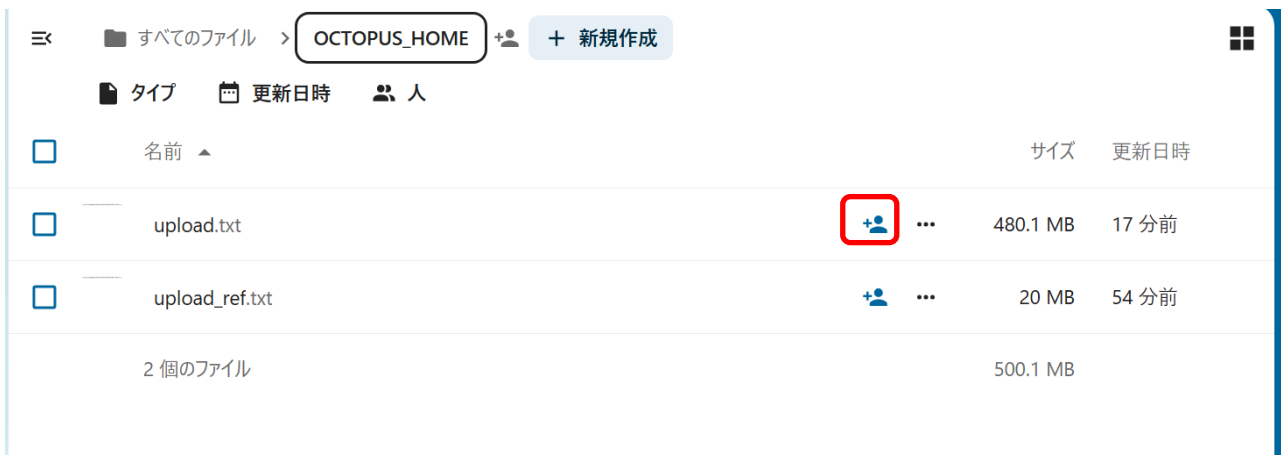 すべてのファイル > OCTOPUS_HOME + 新規作成
タイプ 更新日時 人
名前 サイズ 更新日時
upload.txt 480.1 MB 17 分前
upload_ref.txt 20 MB 54 分前
2 個のファイル 500.1 MB